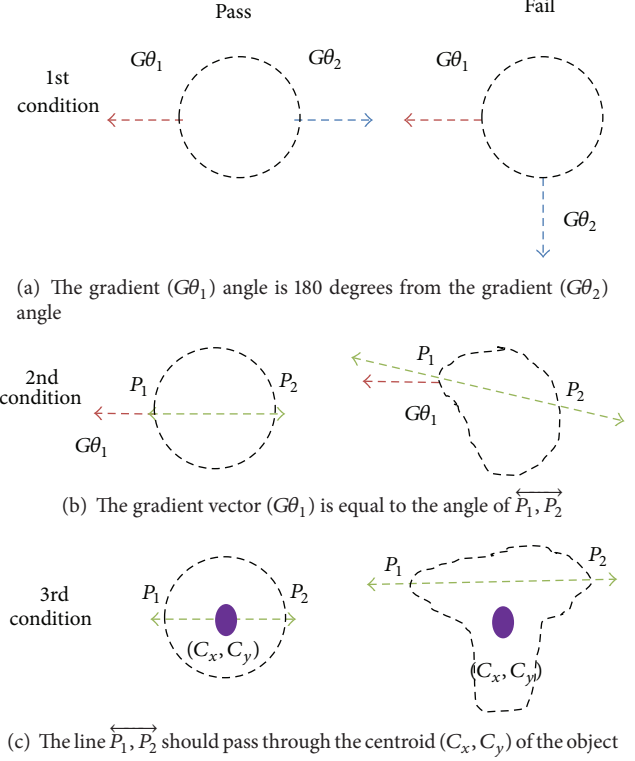 Pass Fail
1st condition
Gθ₁ Gθ₂ Gθ₁
Gθ₂
(a) The gradient (Gθ₁) angle is 180 degrees from the gradient (Gθ₂)
angle
2nd condition
P₁ P₂ P₁
P₂
Gθ₁ Gθ₁
(b) The gradient vector (Gθ₁) is equal to the angle of P₁, P₂
3rd condition
P₁ P₂ P₁ P₂
(Cₓ, Cᵧ) (Cₓ, Cᵧ)
(c) The line P₁, P₂ should pass through the centroid (Cₓ, Cᵧ) of the object